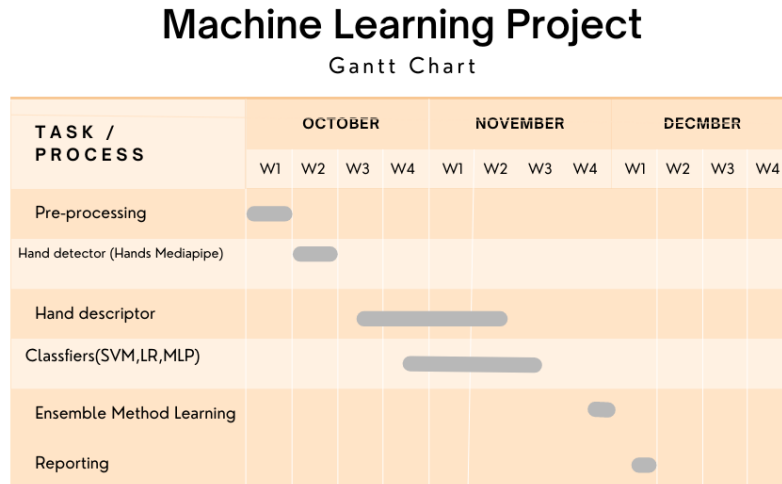 Machine Learning Project
Gantt Chart
TASK /
PROCESS
OCTOBER NOVEMBER DECMBER
W1 W2 W3 W4 W1 W2 W3 W4 W1 W2 W3 W4
Pre-processing
Hand detector (Hands Mediapipe)
Hand descriptor
Classfiers(SVM,LR,MLP)
Ensemble Method Learning
Reporting